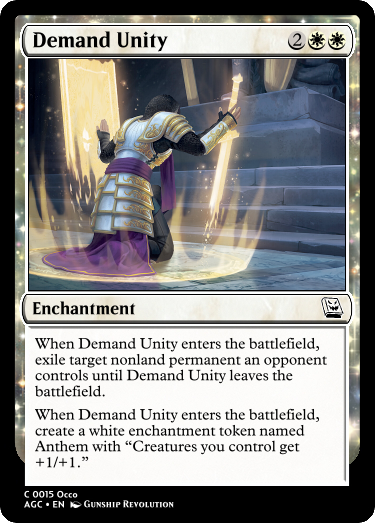 Demand Unity 2
Enchantment
When Demand Unity enters the battlefield,
exile target nonland permanent an opponent
controls until Demand Unity leaves the
battlefield.
When Demand Unity enters the battlefield,
create a white enchantment token named
Anthem with “Creatures you control get
+1/+1.”
C 0015 Occo
AGC • EN Gunship Revolution